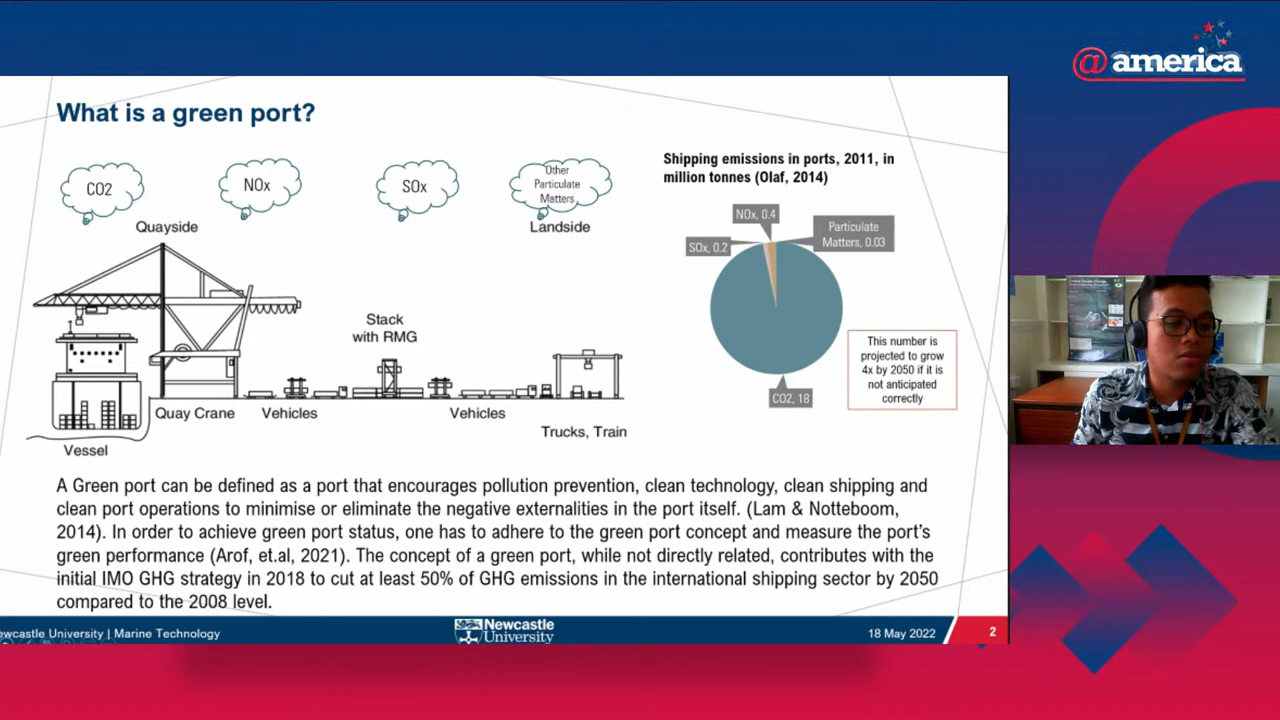 @america
What is a green port?
CO2
NOx
SOx
Other
Particulate
Matters
Quayside
Landside
Stack
with RMG
Quay Crane
Vehicles
Vehicles
Trucks, Train
Vessel
Shipping emissions in ports, 2011, in
million tonnes (Olaf, 2014)
NOx, 0.4
SOx, 0.2
Particulate
Matters, 0.03
CO2, 18
This number is
projected to grow
4x by 2050 if it is
not anticipated
correctly
A Green port can be defined as a port that encourages pollution prevention, clean technology, clean shipping and
clean port operations to minimise or eliminate the negative externalities in the port itself. (Lam & Notteboom,
2014). In order to achieve green port status, one has to adhere to the green port concept and measure the port's
green performance (Arof, et.al, 2021). The concept of a green port, while not directly related, contributes with the
initial IMO GHG strategy in 2018 to cut at least 50% of GHG emissions in the international shipping sector by 2050
compared to the 2008 level.
ewcastle University | Marine Technology
Newcastle
University
18 May 2022
2